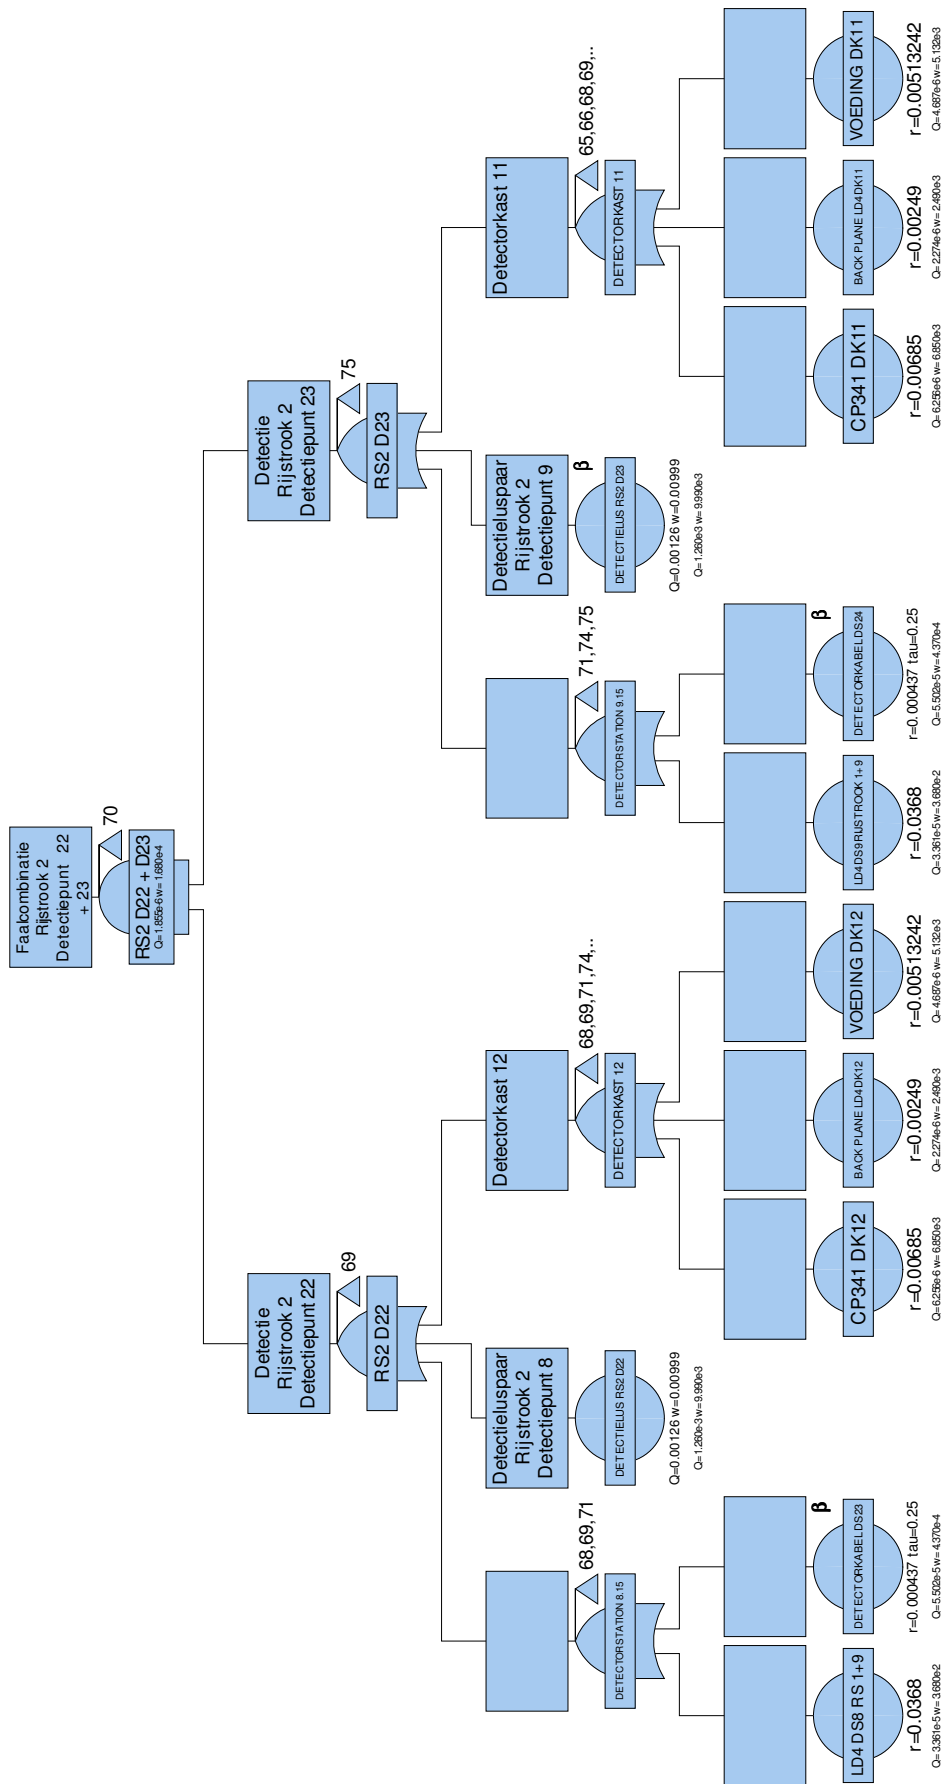 Faalcombinatie
Rijstrook 2
Detectiepunt 22
+ 23
70
RS2 D22 + D23
Q=1.855e-6 w=1.680e-4
Detectie
Rijstrook 2
Detectiepunt 22
69
RS2 D22
Detectie
Rijstrook 2
Detectiepunt 23
75
RS2 D23
68,69,71
DETECTORSTATION 8.15
Detectieluspaar
Rijstrook 2
Detectiepunt 8
DETECTIELUS RS2 D22
Q=0.00126 w=0.00999
Q=1.260e-3 w=9.990e-3
Detectorkast 12
68,69,71,74,..
DETECTORKAST 12
71,74,75
DETECTORSTATION 9.15
Detectieluspaar
Rijstrook 2
Detectiepunt 9
β
DETECTIELUS RS2 D23
Q=0.00126 w=0.00999
Q=1.260e-3 w=9.990e-3
Detectorkast 11
65,66,68,69,..
DETECTORKAST 11
LD4 DS8 RS 1+9
r=0.0368
Q=3.361e-5 w=3.680e-2
β
DETECTORKABEL DS23
r=0.000437 tau=0.25
Q=5.502e-5 w=4.370e-4
CP341 DK12
r=0.00685
Q=6.256e-6 w=6.850e-3
BACK PLANE LD4 DK12
r=0.00249
Q=2.274e-6 w=2.490e-3
VOEDING DK12
r=0.00513242
Q=4.687e-6 w=5.132e-3
LD4 DS9 RIJSTROOK 1+9
r=0.0368
Q=3.361e-5 w=3.680e-2
β
DETECTORKABEL DS24
r=0.000437 tau=0.25
Q=5.502e-5 w=4.370e-4
CP341 DK11
r=0.00685
Q=6.256e-6 w=6.850e-3
BACK PLANE LD4 DK11
r=0.00249
Q=2.274e-6 w=2.490e-3
VOEDING DK11
r=0.00513242
Q=4.687e-6 w=5.132e-3